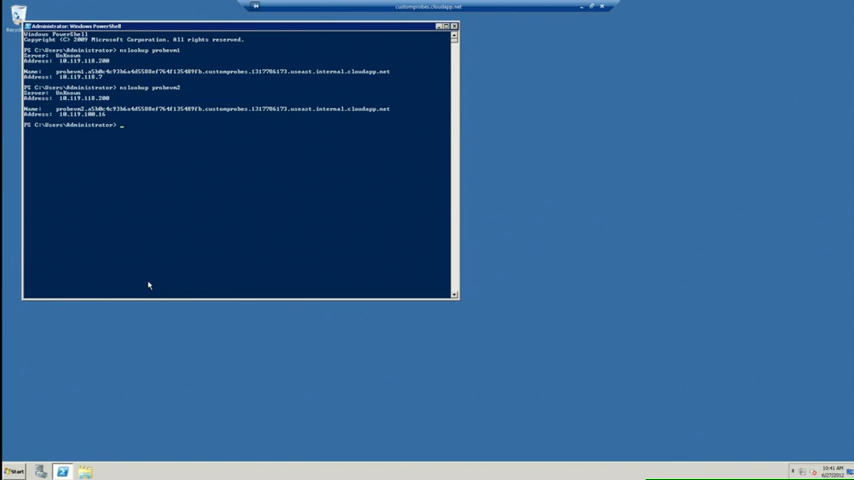 customprobes.cloudapp.net
Administrator: Windows PowerShell
Windows PowerShell
Copyright (C) 2009 Microsoft Corporation. All rights reserved.
PS C:\Users\Administrator> nslookup probevm1
Server:  UnKnown
Address:  10.119.118.200
Name:    probevm1.a5b0c4c93b6a4d5588ef764f135489fb.customprobes.1317786173.useast.internal.cloudapp.net
Address:  10.119.118.7
PS C:\Users\Administrator> nslookup probevm2
Server:  UnKnown
Address:  10.119.118.200
Name:    probevm2.a5b0c4c93b6a4d5588ef764f135489fb.customprobes.1317786173.useast.internal.cloudapp.net
Address:  10.119.100.16
PS C:\Users\Administrator> _
Start
10:41 AM
6/27/2012